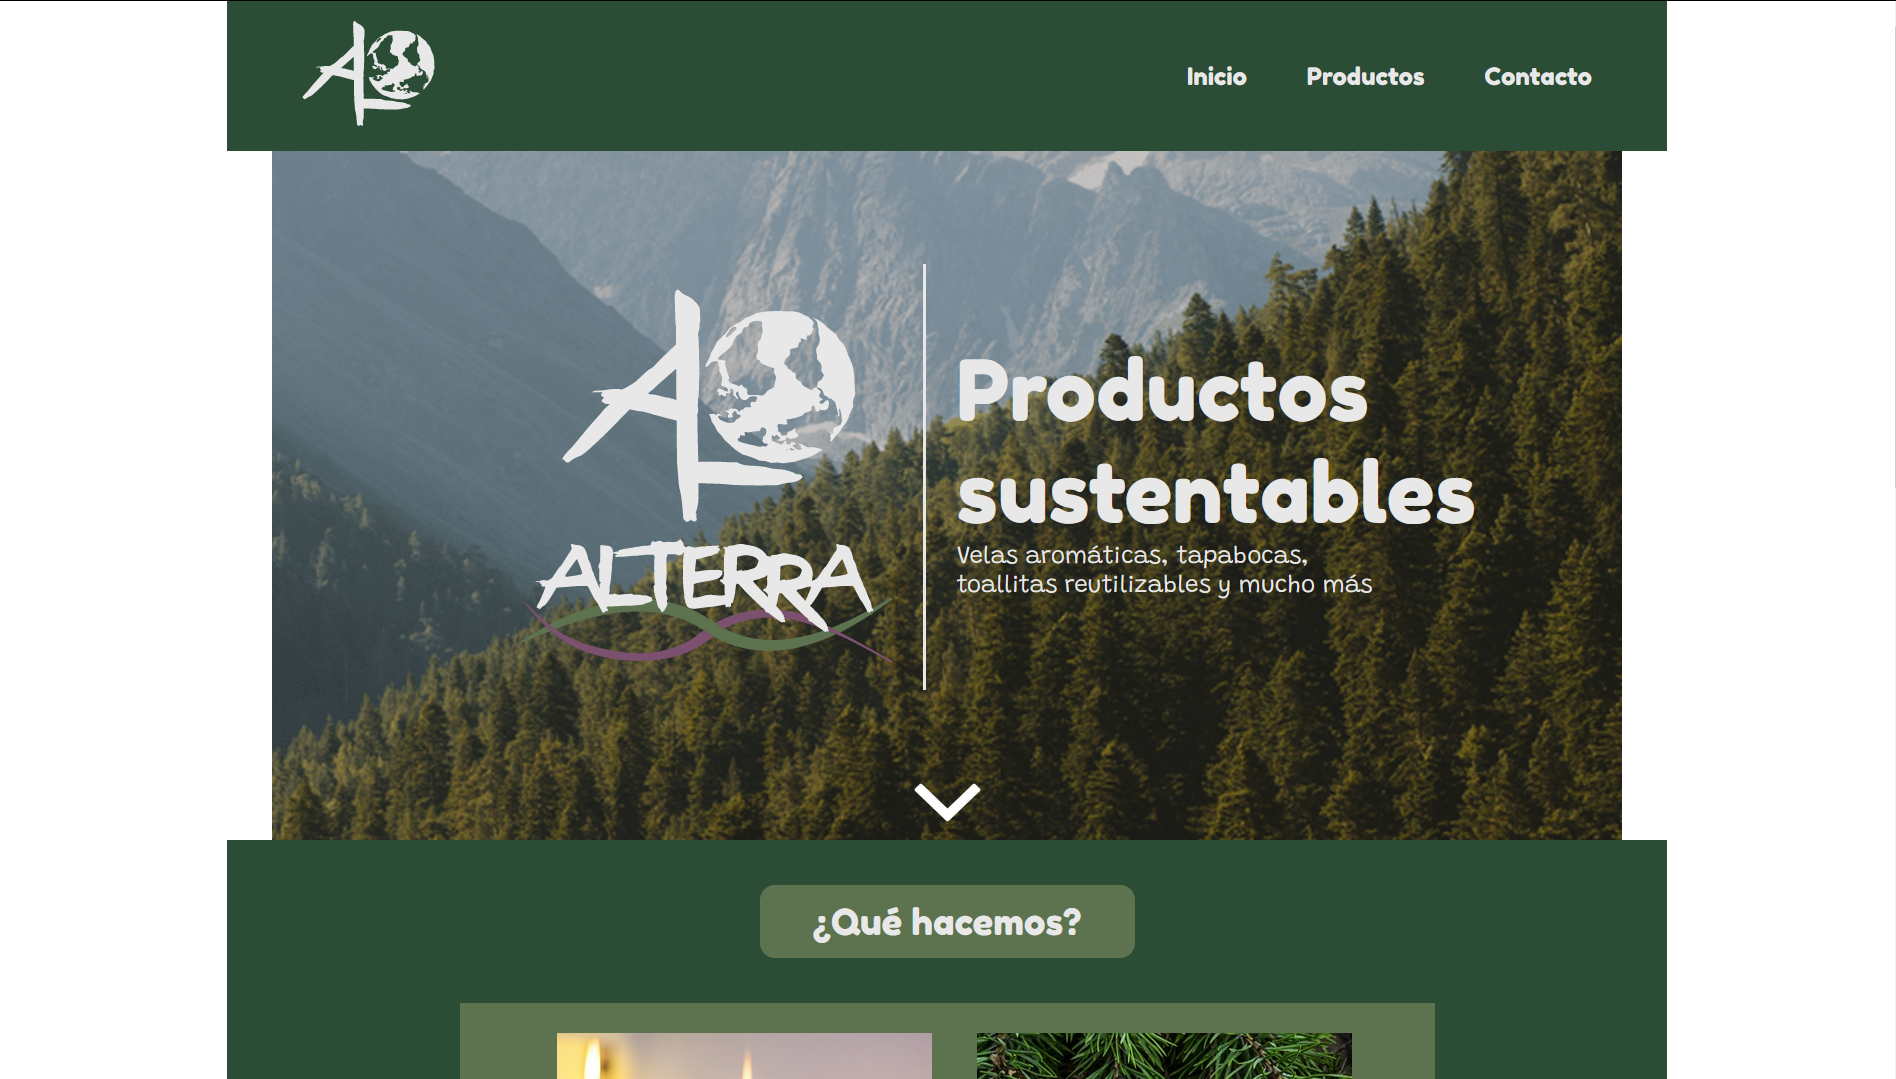 AL
Inicio
Productos
Contacto
AL
ALTERRA
Productos
sustentables
Velas aromáticas, tapabocas,
toallitas reutilizables y mucho más
¿Qué hacemos?